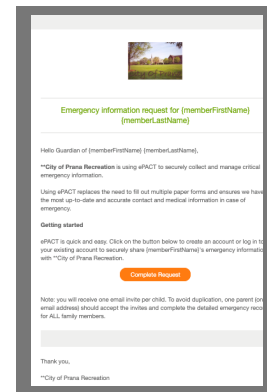 Emergency information request for {memberFirstName}
{memberLastName}
Hello Guardian of {memberFirstName} {memberLastName},
**City of Prana Recreation is using ePACT to securely collect and manage critical
emergency information.
Using ePACT replaces the need to fill out multiple paper forms and ensures we have
the most up-to-date and accurate contact and medical information in case of
emergency.
Getting started
ePACT is quick and easy. Click on the button below to create an account or log in to
your existing account to securely share {memberFirstName}'s emergency informatio
with **City of Prana Recreation.
Complete Request
Note: you will receive one email invite per child. To avoid duplication, one parent (on
email address) should accept the invites and complete the detailed emergency reco
for ALL family members.
Thank you,
**City of Prana Recreation